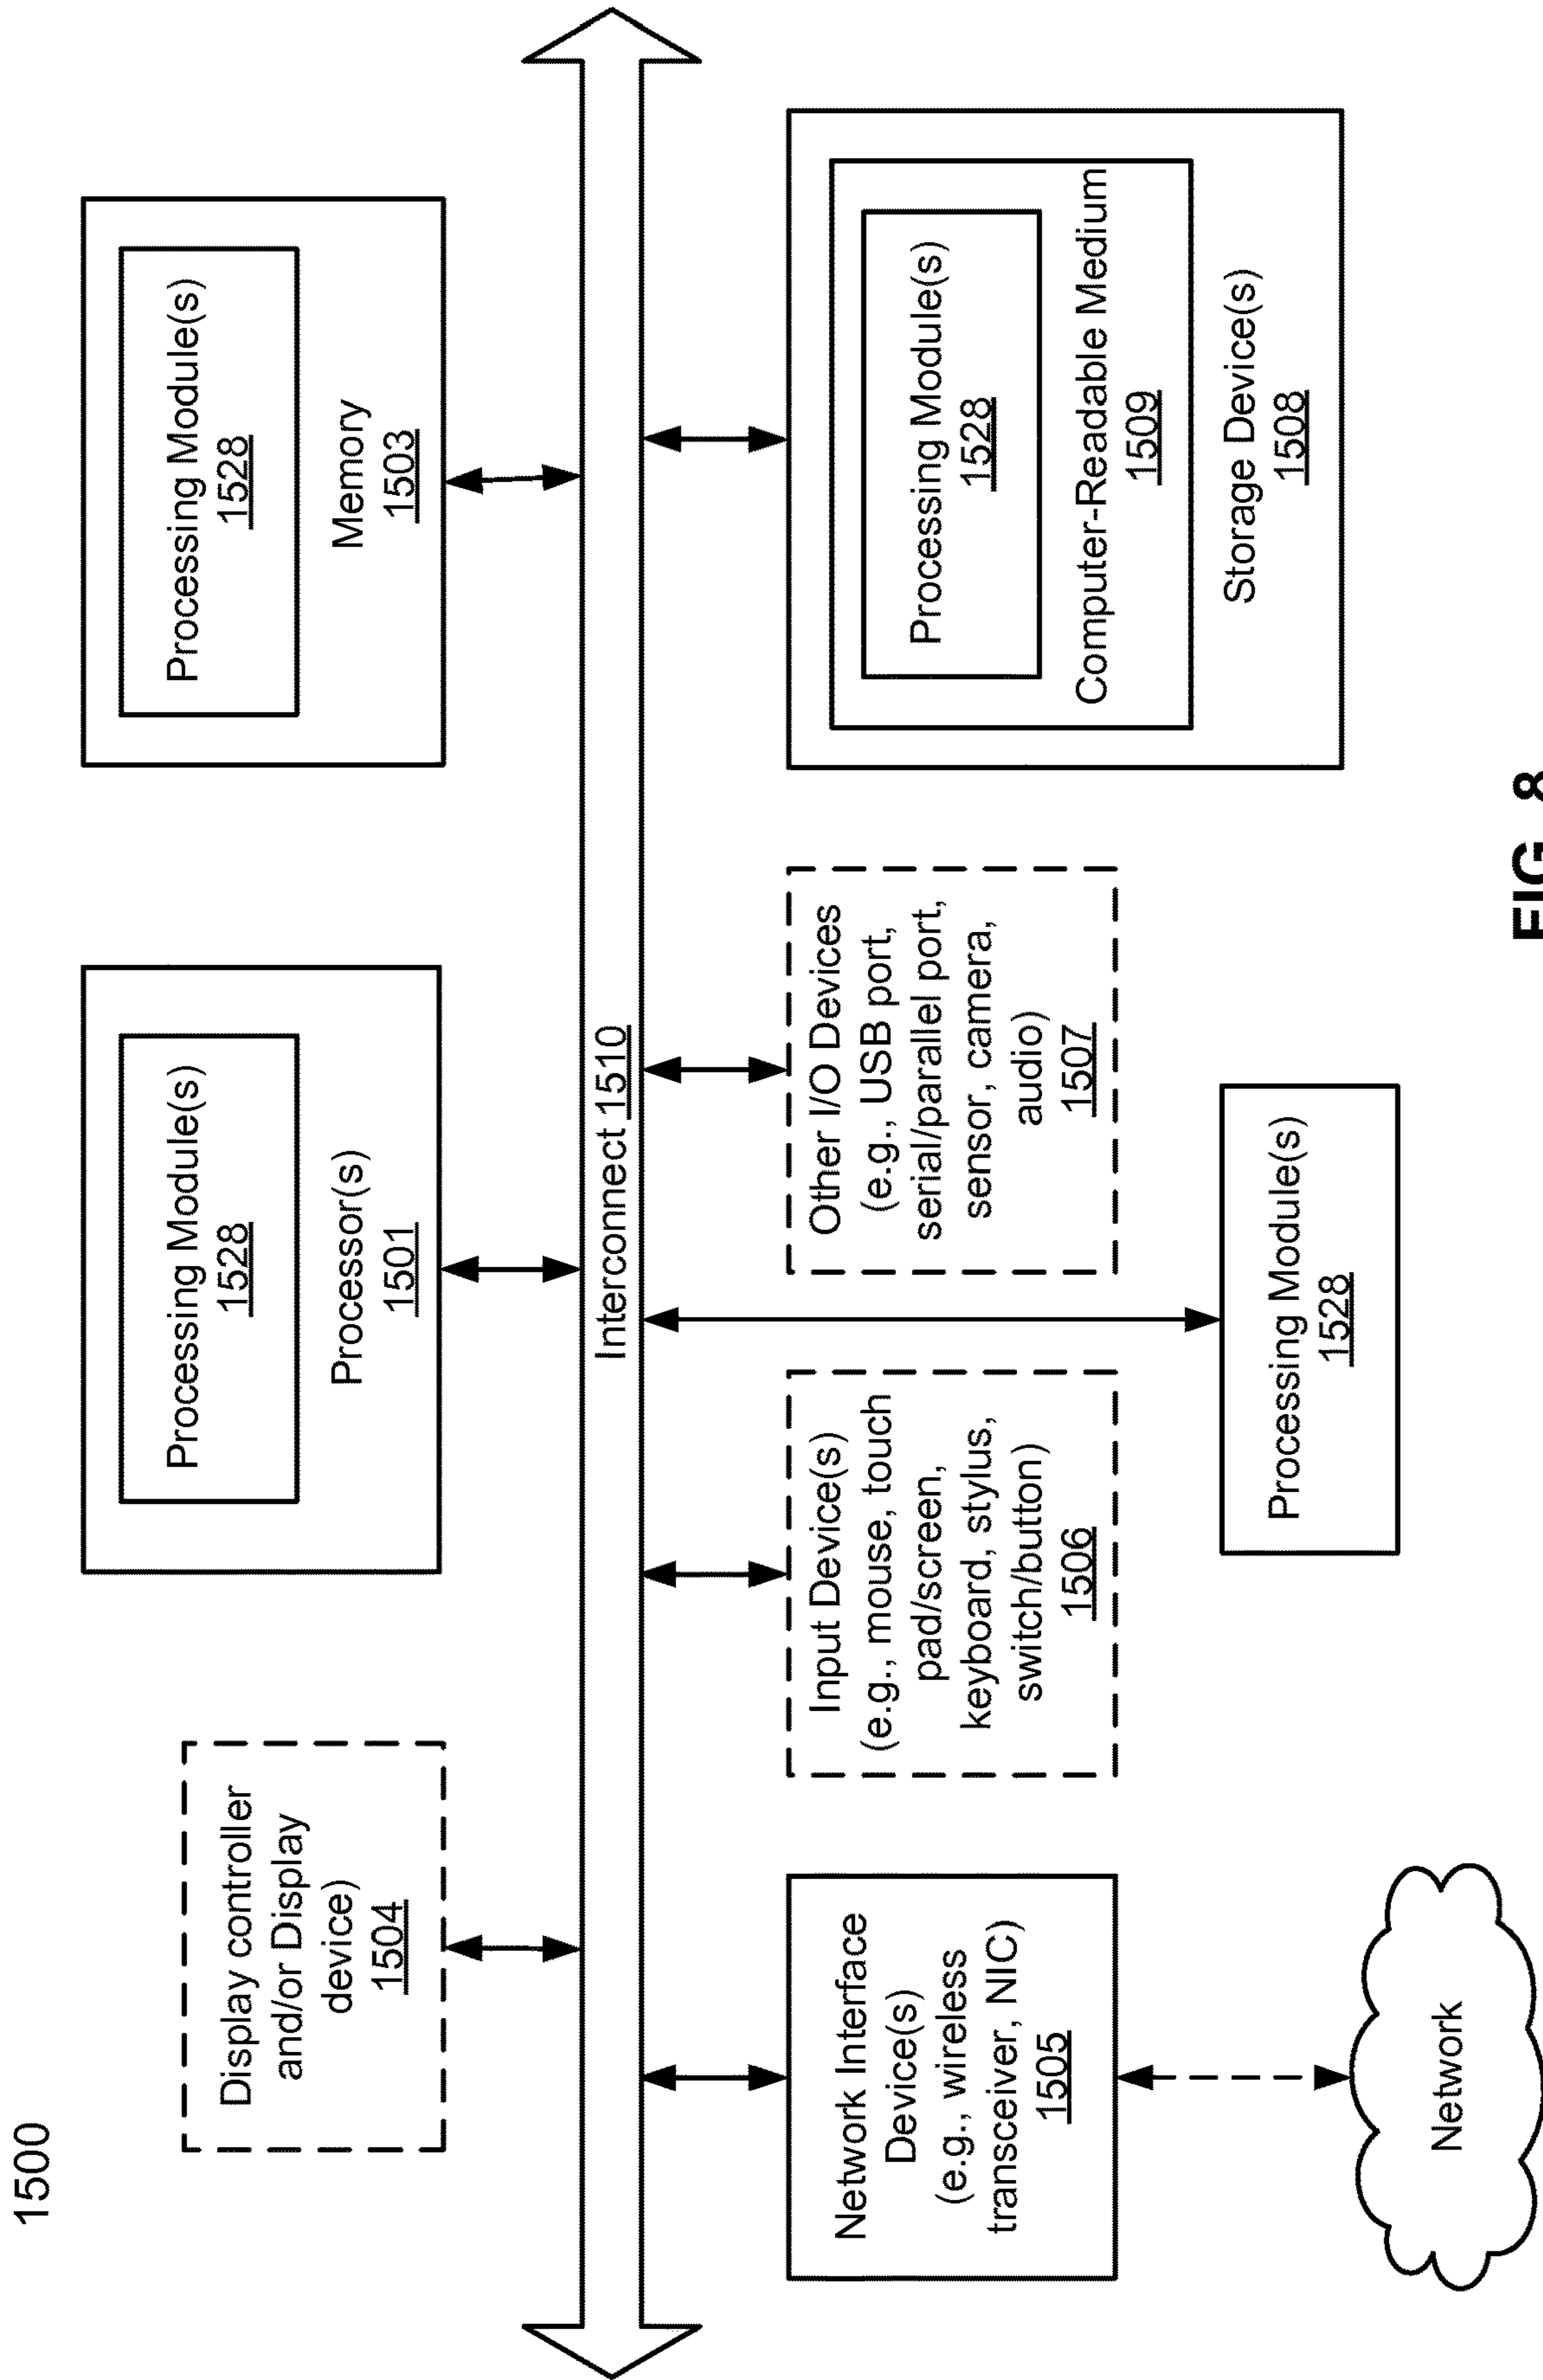 1500
Display controller
and/or Display
device)
1504
Processing Module(s)
1528
Processor(s)
1501
Processing Module(s)
1528
Memory
1503
Interconnect 1510
Network Interface
Device(s)
(e.g., wireless
transceiver, NIC)
1505
Input Device(s)
(e.g., mouse, touch
pad/screen,
keyboard, stylus,
switch/button)
1506
Other I/O Devices
(e.g., USB port,
serial/parallel port,
sensor, camera,
audio)
1507
Processing Module(s)
1528
Computer-Readable Medium
1509
Storage Device(s)
1508
Network
Processing Module(s)
1528
FIG. 8